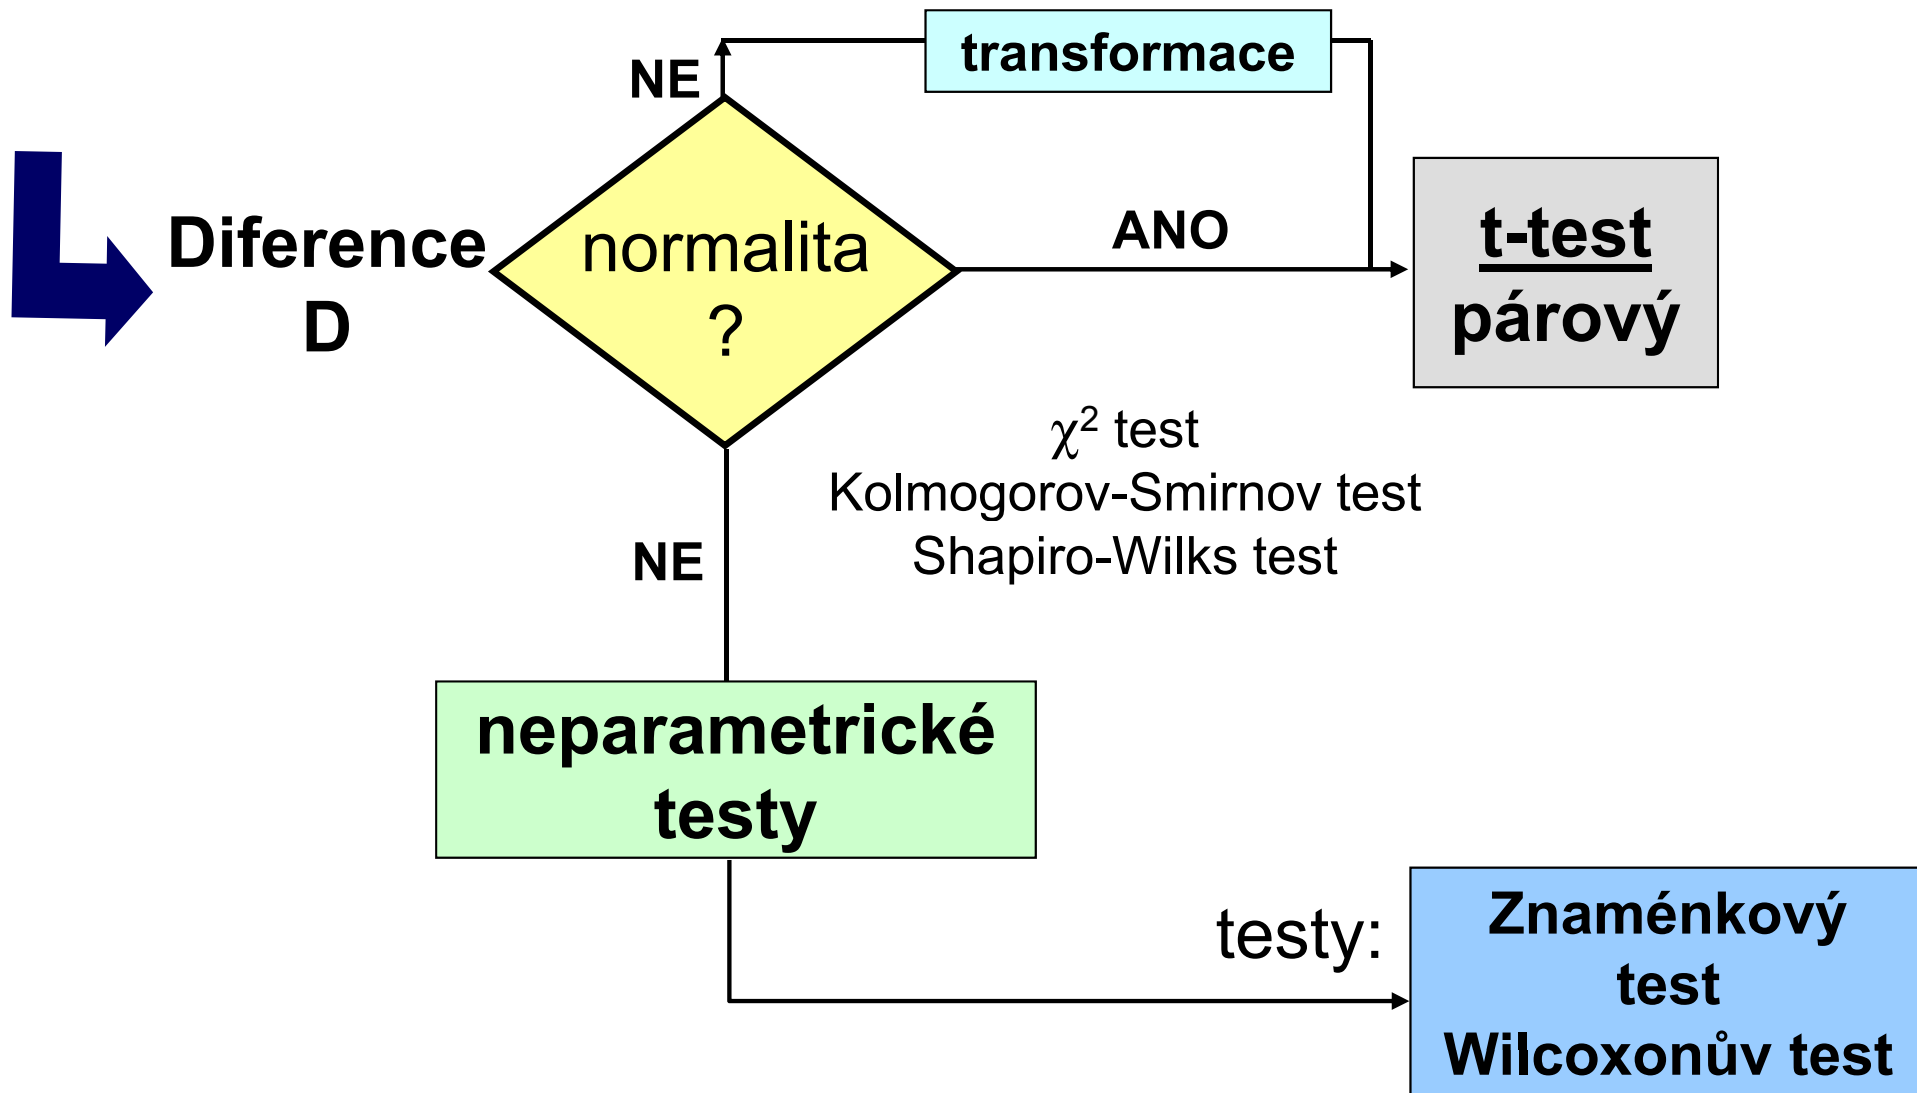 transformace
NE
Diference
D
normalita
?
ANO
t-test
párový
χ² test
Kolmogorov-Smirnov test
Shapiro-Wilks test
NE
neparametrické
testy
testy:
Znaménkový
test
Wilcoxonův test